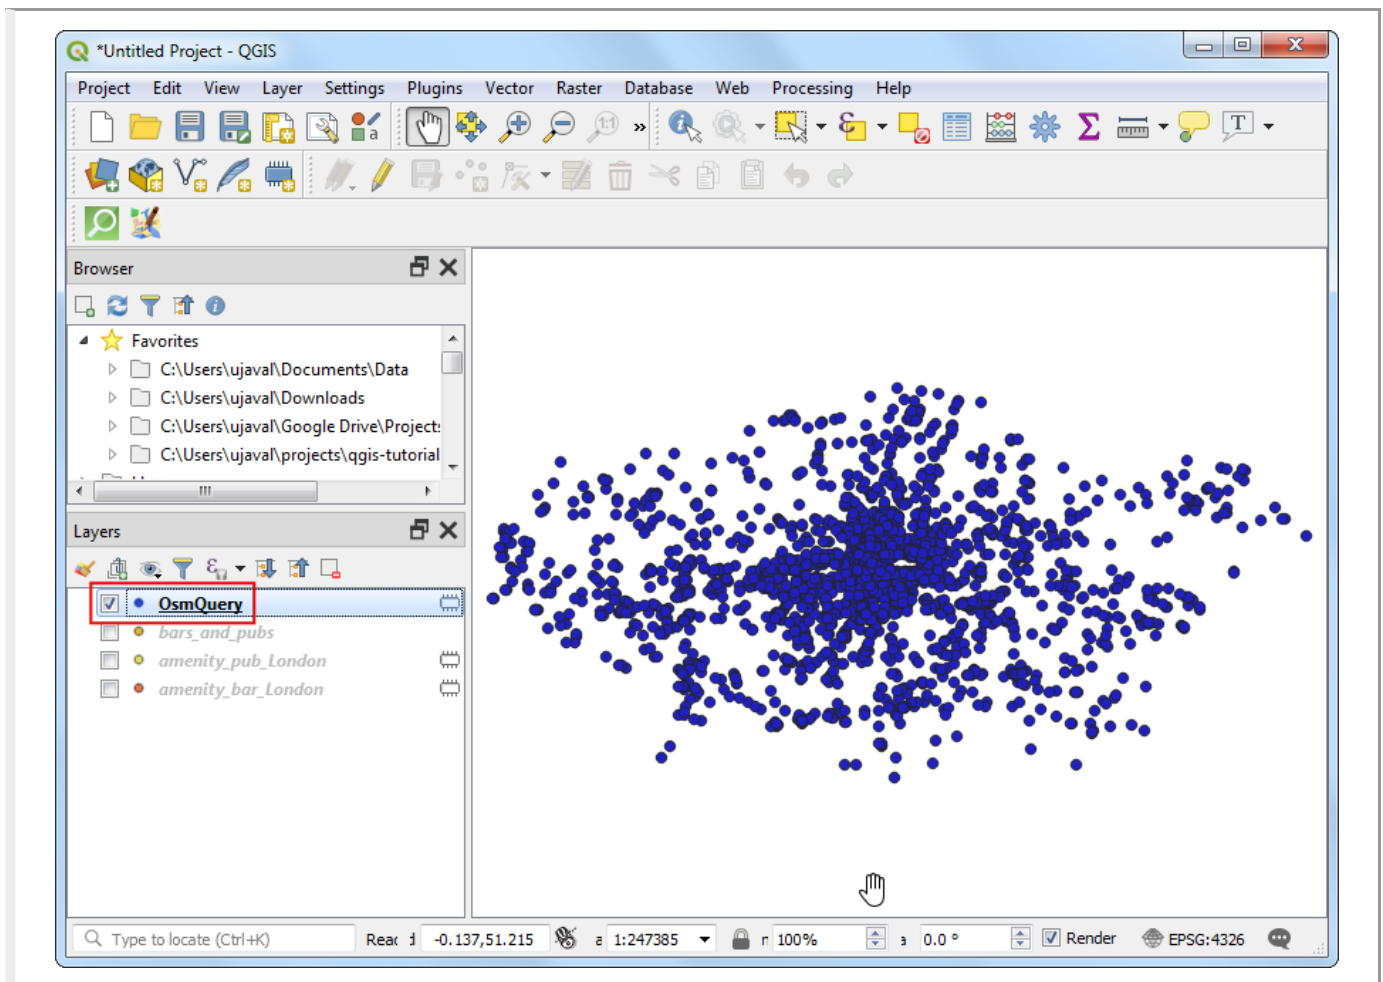 *Untitled Project - QGIS
Project Edit View Layer Settings Plugins Vector Raster Database Web Processing Help
Browser
Favorites
C:\Users\ujaval\Documents\Data
C:\Users\ujaval\Downloads
C:\Users\ujaval\Google Drive\Project
C:\Users\ujaval\projects\qgis-tutorial
Layers
OsmQuery
bars_and_pubs
amenity_pub_London
amenity_bar_London
Type to locate (Ctrl+K) -0.137,51.215 1:247385 100% 0.0 ° Render EPSG:4326